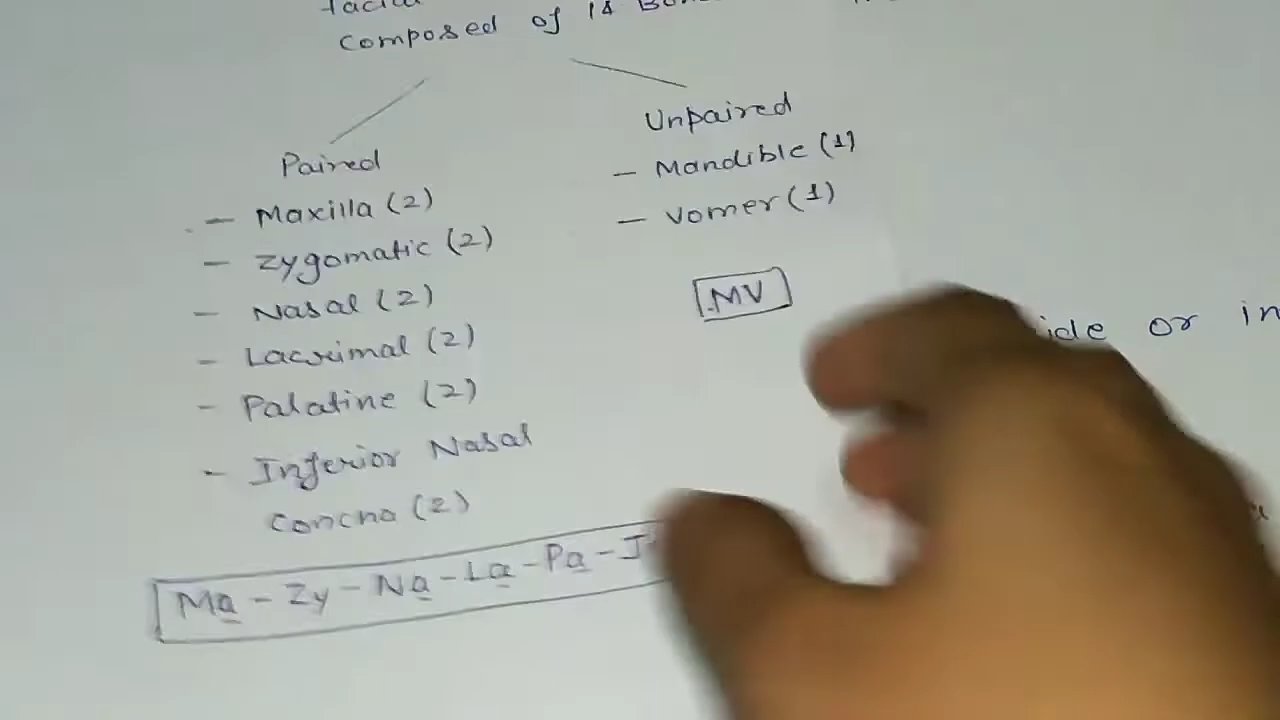 composed of 14
Paired
- Maxilla (2)
- Zygomatic (2)
- Nasal (2)
- Lacrimal (2)
- Palatine (2)
- Inferior Nasal
Concha (2)
Ma - Zy - Na - La - Pa - I
Unpaired
- Mandible (1)
- Vomer (1)
MV
or in